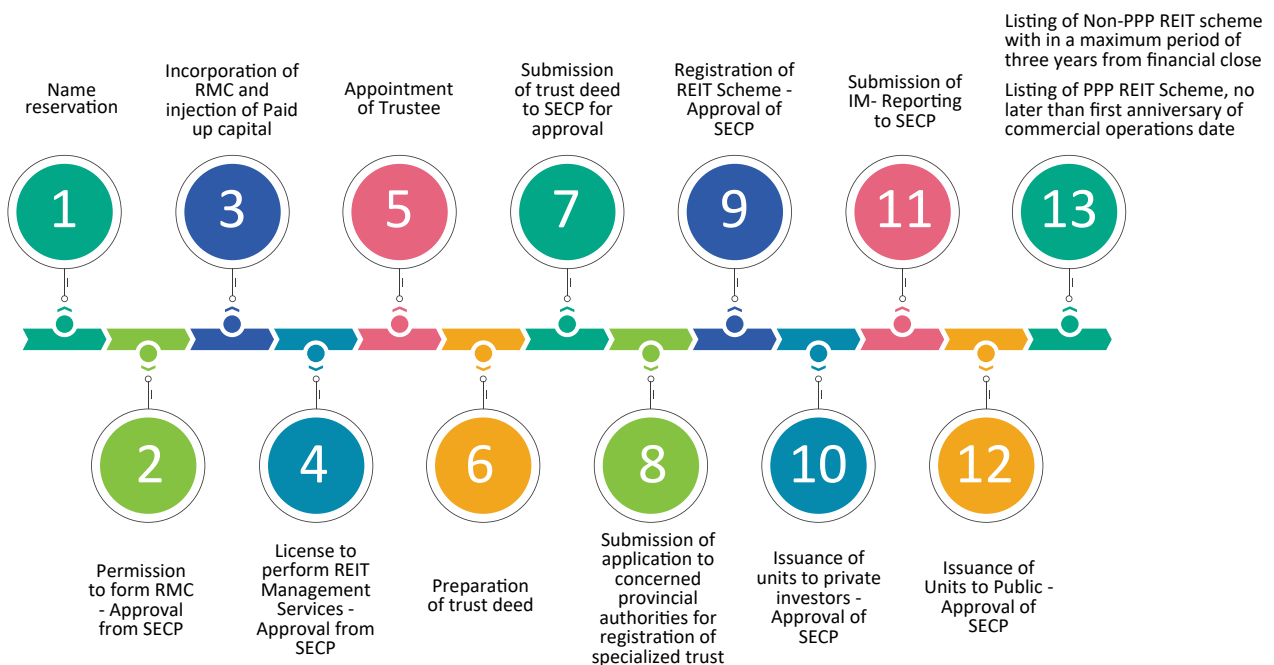 Name
reservation
1
Permission
to form RMC
- Approval
from SECP
2
Incorporation of
RMC and
injection of Paid
up capital
3
License to
perform REIT
Management
Services -
Approval from
SECP
4
Appointment
of Trustee
5
Preparation
of trust deed
6
Submission
of trust deed
to SECP for
approval
7
Submission of
application to
concerned
provincial
authorities for
registration of
specialized trust
8
Registration of
REIT Scheme -
Approval of
SECP
9
Issuance of
units to private
investors -
Approval of
SECP
10
Submission of
IM- Reporting
to SECP
11
Issuance of
Units to Public -
Approval of
SECP
12
Listing of Non-PPP REIT scheme
with in a maximum period of
three years from financial close
Listing of PPP REIT Scheme, no
later than first anniversary of
commercial operations date
13